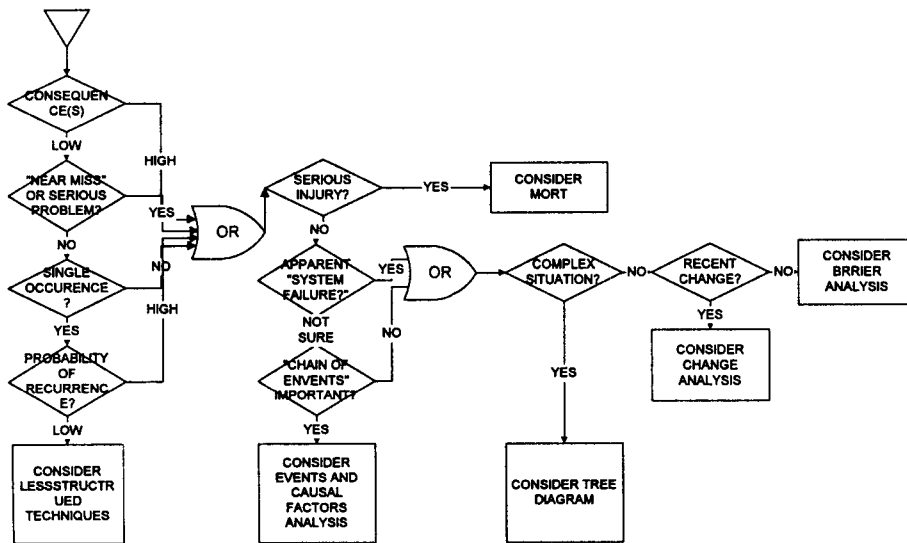 CONSEQUEN
CE(S)
LOW
HIGH
"NEAR MISS"
OR SERIOUS
PROBLEM?
YES
NO
SINGLE
OCCURENCE
?
NO
YES
HIGH
PROBABILITY
OF
RECURRENC
E?
LOW
CONSIDER
LESSSTRUCTR
UED
TECHNIQUES
OR
SERIOUS
INJURY?
YES
CONSIDER
MORT
NO
APPARENT
"SYSTEM
FAILURE?"
YES
NOT
SURE
NO
"CHAIN OF
ENVENTS"
IMPORTANT?
YES
CONSIDER
EVENTS AND
CAUSAL
FACTORS
ANALYSIS
OR
COMPLEX
SITUATION?
NO
YES
CONSIDER TREE
DIAGRAM
RECENT
CHANGE?
NO
YES
CONSIDER
CHANGE
ANALYSIS
CONSIDER
BRRIER
ANALYSIS